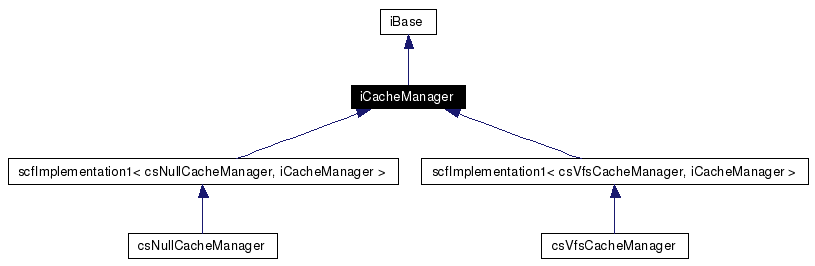 iBase
iCacheManager
scfImplementation1< csNullCacheManager, iCacheManager >
scfImplementation1< csVfsCacheManager, iCacheManager >
csNullCacheManager
csVfsCacheManager